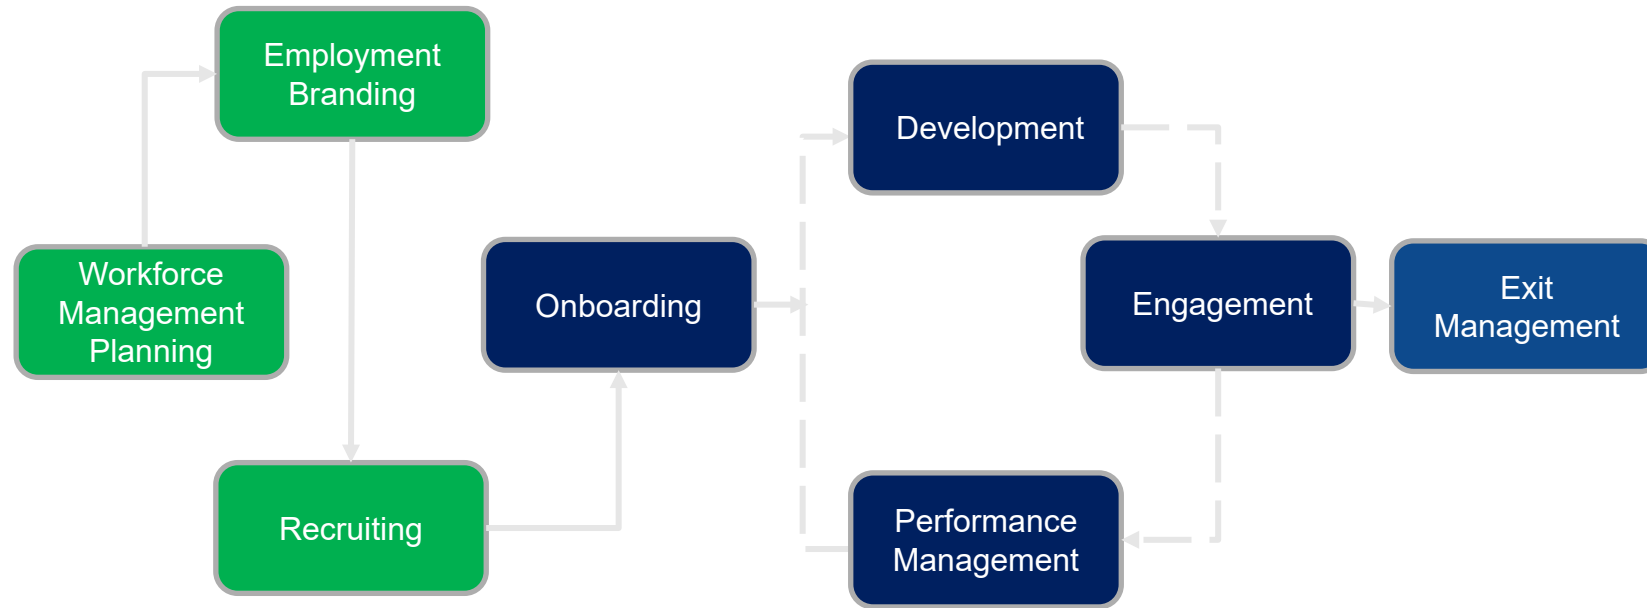 Employment
Branding
Workforce
Management
Planning
Recruiting
Onboarding
Development
Engagement
Performance
Management
Exit
Management